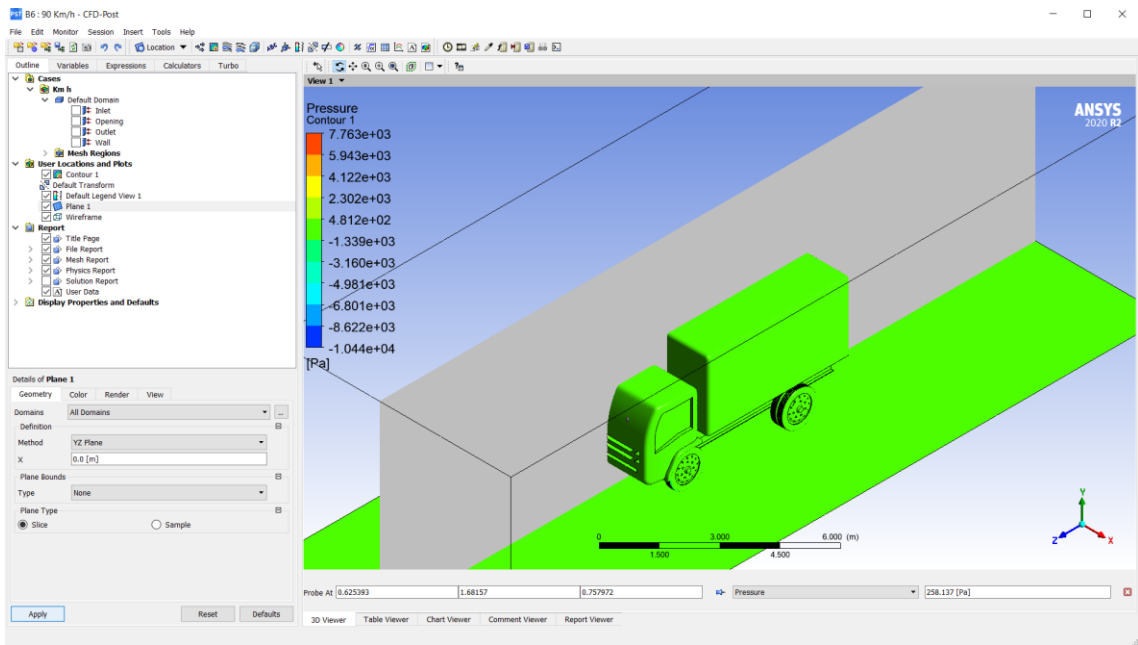 B6 : 90 Km/h - CFD-Post
File Edit Monitor Session Insert Tools Help
Location
Outline Variables Expressions Calculators Turbo
Cases
Km h
Default Domain
Inlet
Opening
Outlet
Wall
Mesh Regions
User Locations and Plots
Contour 1
Default Transform
Default Legend View 1
Plane 1
Wireframe
Report
Title Page
File Report
Mesh Report
Physics Report
Solution Report
User Data
Display Properties and Defaults
Details of Plane 1
Geometry Color Render View
Domains All Domains ...
Definition
Method YZ Plane
X 0.0 [m]
Plane Bounds
Type None
Plane Type
Slice Sample
Apply Reset Defaults
View 1
Pressure
Contour 1
7.763e+03
5.943e+03
4.122e+03
2.302e+03
4.812e+02
-1.339e+03
-3.160e+03
-4.981e+03
-6.801e+03
-8.622e+03
-1.044e+04
[Pa]
ANSYS
2020 R2
0 3.000 6.000 (m)
1.500 4.500
Y
Z X
Probe At 0.625393 1.68157 0.757972 Pressure 258.137 [Pa]
3D Viewer Table Viewer Chart Viewer Comment Viewer Report Viewer